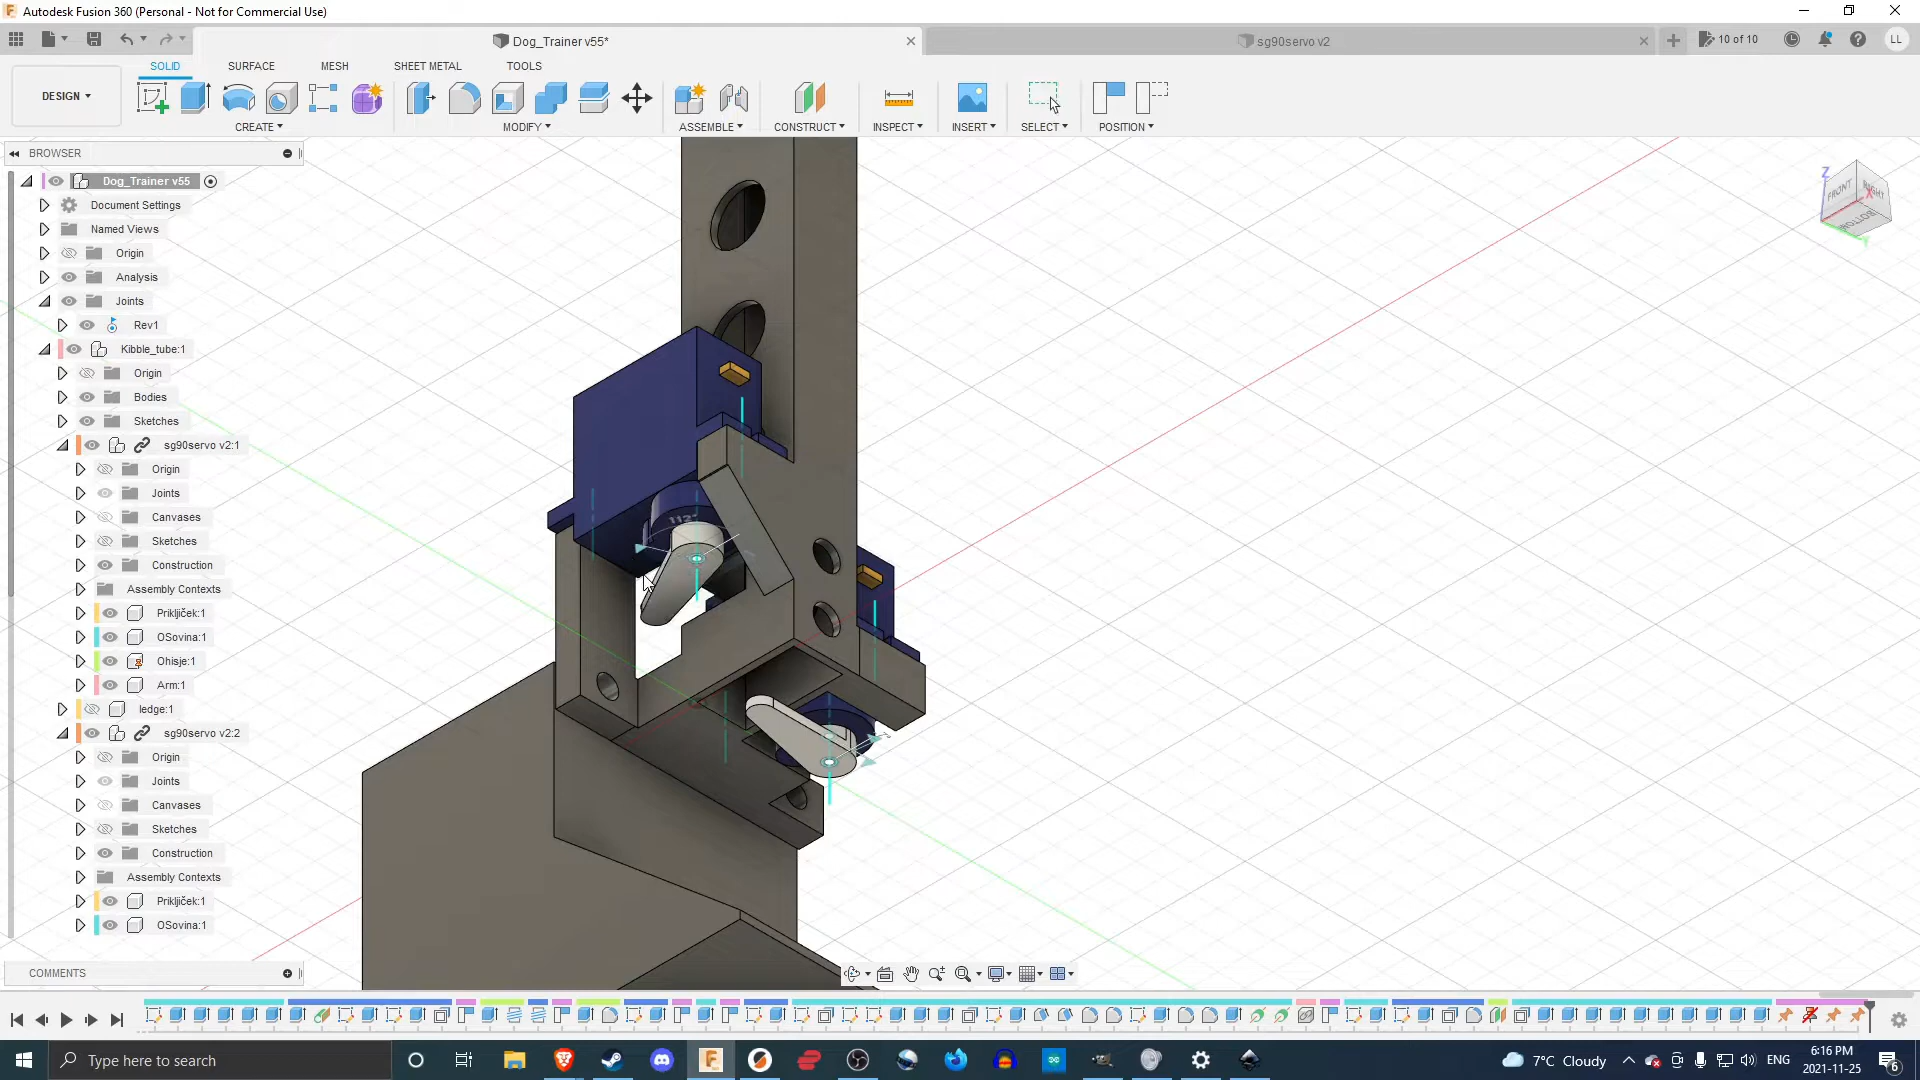 Autodesk Fusion 360 (Personal - Not for Commercial Use)
Dog_Trainer v55*
sg90servo v2
10 of 10
LL
SOLID
SURFACE
MESH
SHEET METAL
TOOLS
DESIGN
CREATE
MODIFY
ASSEMBLE
CONSTRUCT
INSPECT
INSERT
SELECT
POSITION
BROWSER
Dog_Trainer v55
Document Settings
Named Views
Origin
Analysis
Joints
Rev1
Kibble_tube:1
Origin
Bodies
Sketches
sg90servo v2:1
Origin
Joints
Canvases
Sketches
Construction
Assembly Contexts
Priključek:1
OSovina:1
Ohisje:1
Arm:1
ledge:1
sg90servo v2:2
Origin
Joints
Canvases
Sketches
Construction
Assembly Contexts
Priključek:1
OSovina:1
COMMENTS
Z
FRONT
RIGHT
BOTTOM
X
Type here to search
7°C Cloudy
ENG
6:16 PM
2021-11-25
6